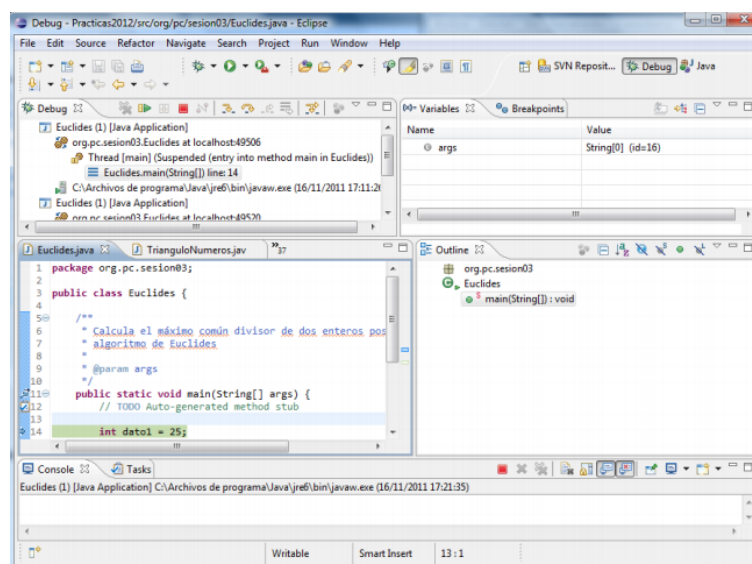 Debug - Practicas2012/src/org/pc/sesion03/Euclides.java - Eclipse
File Edit Source Refactor Navigate Search Project Run Window Help
SVN Reposit... Debug Java
Debug
Euclides (1) [Java Application]
org.pc.sesion03.Euclides at localhost:49506
Thread [main] (Suspended (entry into method main in Euclides))
Euclides.main(String[]) line: 14
C:\Archivos de programa\Java\jre6\bin\javaw.exe (16/11/2011 17:11:2
Euclides (1) [Java Application]
org.pc.sesion03.Euclides at localhost:49520
Variables Breakpoints
Name Value
args String[0] (id=16)
Euclides.java TrianguloNumeros.jav »37
1 package org.pc.sesion03;
2
3 public class Euclides {
4
5 /**
6 * Calcula el máximo común divisor de dos enteros pos
7 * algoritmo de Euclides
8 *
9 * @param args
10 */
11 public static void main(String[] args) {
12 // TODO Auto-generated method stub
13
14 int dato1 = 25;
Outline
org.pc.sesion03
Euclides
S main(String[]) : void
Console Tasks
Euclides (1) [Java Application] C:\Archivos de programa\Java\jre6\bin\javaw.exe (16/11/2011 17:21:35)
Writable Smart Insert 13 : 1